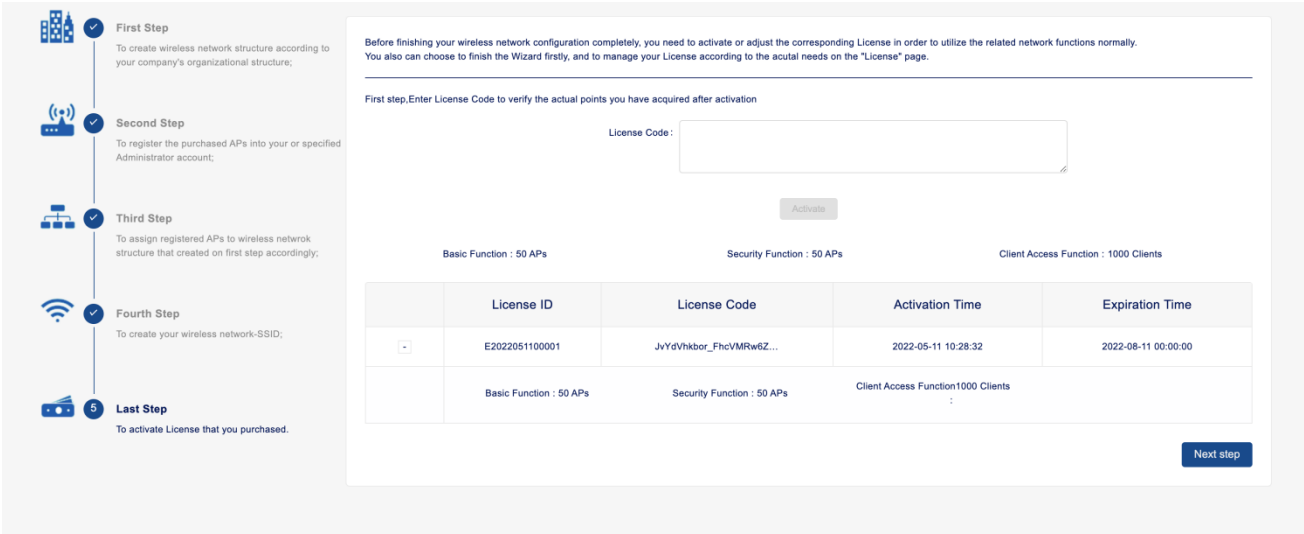 First Step
To create wireless network structure according to
your company's organizational structure;
Second Step
To register the purchased APs into your or specified
Administrator account;
Third Step
To assign registered APs to wireless netwrok
structure that created on first step accordingly;
Fourth Step
To create your wireless network-SSID;
5
Last Step
To activate License that you purchased.
Before finishing your wireless network configuration completely, you need to activate or adjust the corresponding License in order to utilize the related network functions normally.
You also can choose to finish the Wizard firstly, and to manage your License according to the acutal needs on the "License" page.
First step,Enter License Code to verify the actual points you have acquired after activation
License Code :
Activate
Basic Function : 50 APs Security Function : 50 APs Client Access Function : 1000 Clients
License ID License Code Activation Time Expiration Time
- E2022051100001 JvYdVhkbor_FhcVMRw6Z... 2022-05-11 10:28:32 2022-08-11 00:00:00
Basic Function : 50 APs Security Function : 50 APs Client Access Function1000 Clients
:
Next step